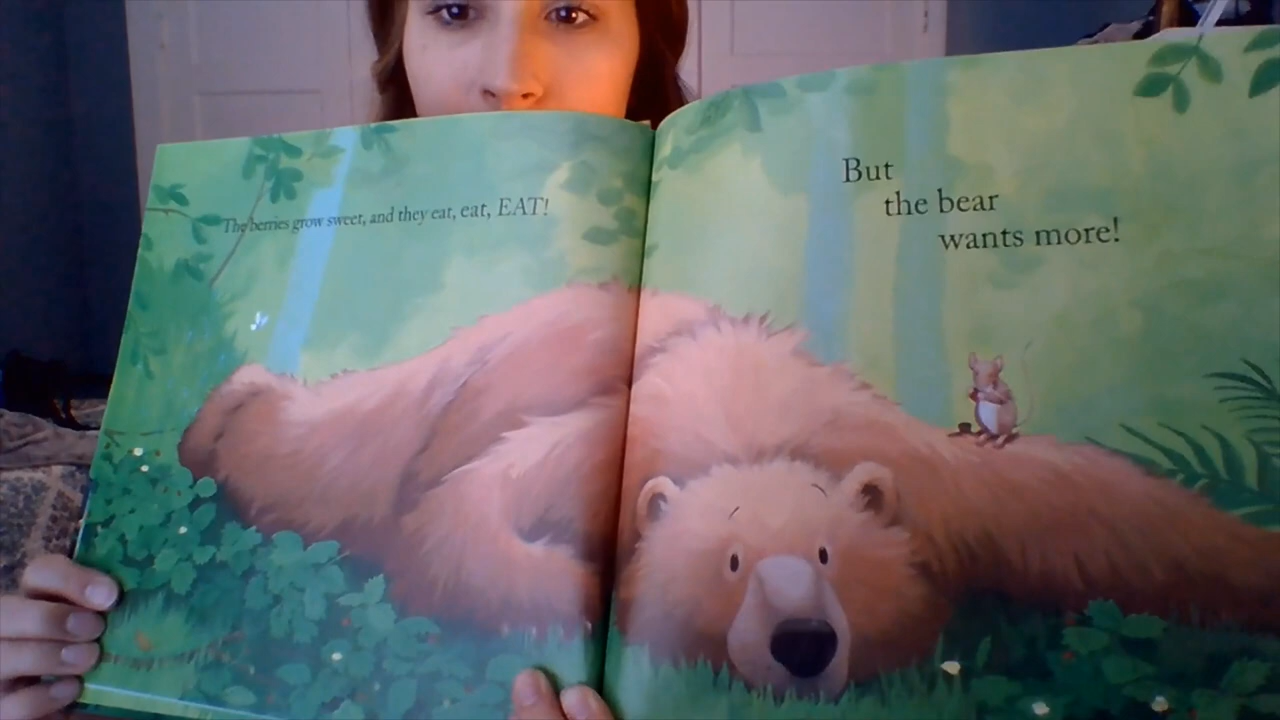 The berries grow sweet, and they eat, eat, EAT!
But
the bear
wants more!